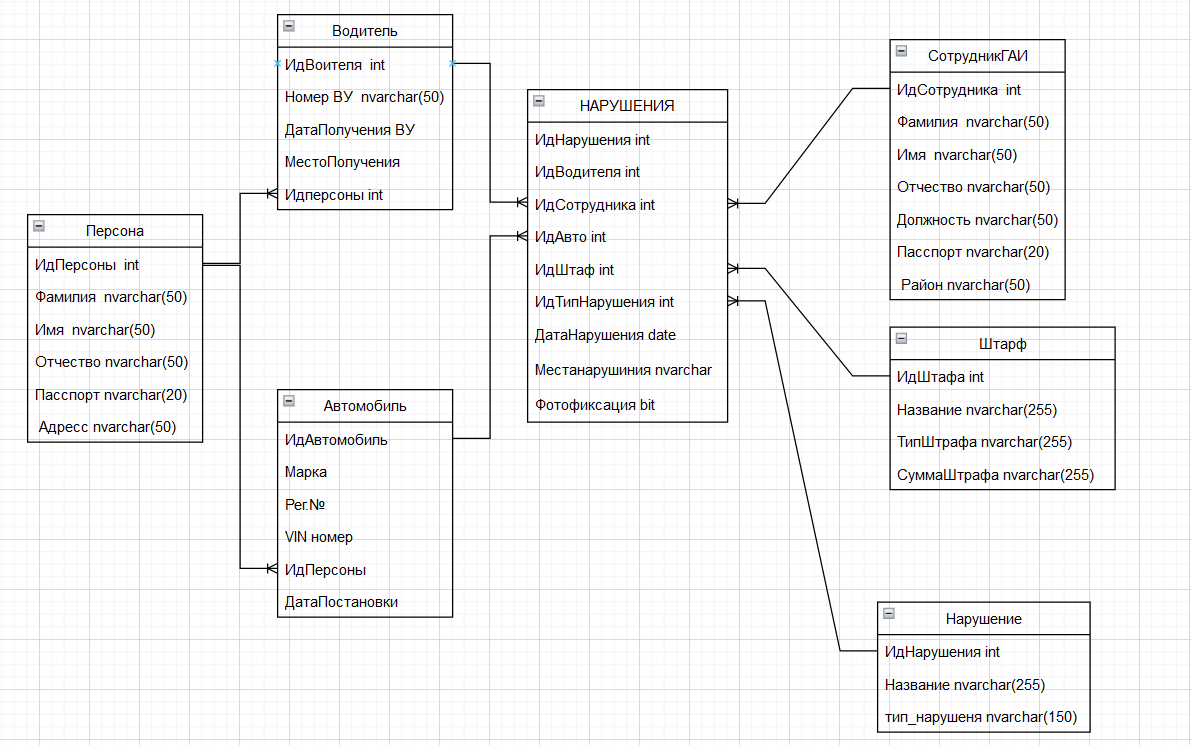 Водитель
ИдВоителя int
Номер ВУ nvarchar(50)
ДатаПолучения ВУ
МестоПолучения
Идперсоны int
Персона
ИдПерсоны int
Фамилия nvarchar(50)
Имя nvarchar(50)
Отчество nvarchar(50)
Пасспорт nvarchar(20)
Адресс nvarchar(50)
Автомобиль
ИдАвтомобиль
Марка
Рег.№
VIN номер
ИдПерсоны
ДатаПостановки
НАРУШЕНИЯ
ИдНарушения int
ИдВодителя int
ИдСотрудника int
ИдАвто int
ИдШтаф int
ИдТипНарушения int
ДатаНарушения date
Местанарушиния nvarchar
Фотофиксация bit
СотрудникГАИ
ИдСотрудника int
Фамилия nvarchar(50)
Имя nvarchar(50)
Отчество nvarchar(50)
Должность nvarchar(50)
Пасспорт nvarchar(20)
Район nvarchar(50)
Штарф
ИдШтафа int
Название nvarchar(255)
ТипШтрафа nvarchar(255)
СуммаШтрафа nvarchar(255)
Нарушение
ИдНарушения int
Название nvarchar(255)
тип_нарушеня nvarchar(150)